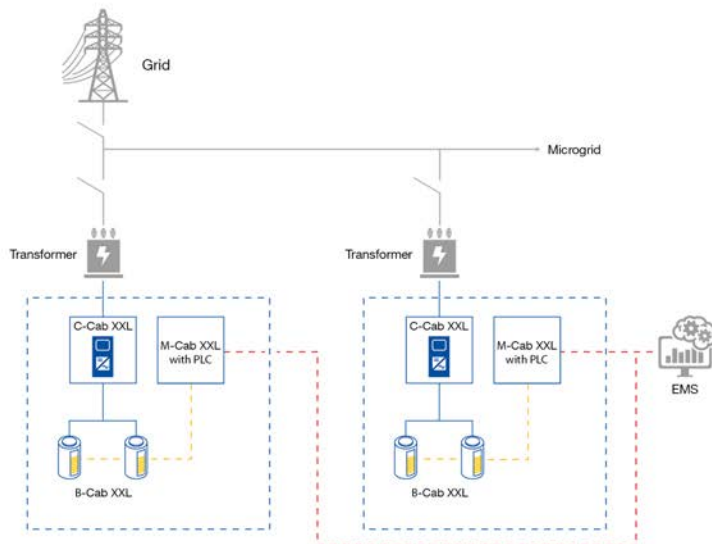 Grid
Microgrid
Transformer
Transformer
C-Cab XXL
M-Cab XXL
with PLC
C-Cab XXL
M-Cab XXL
with PLC
EMS
B-Cab XXL
B-Cab XXL